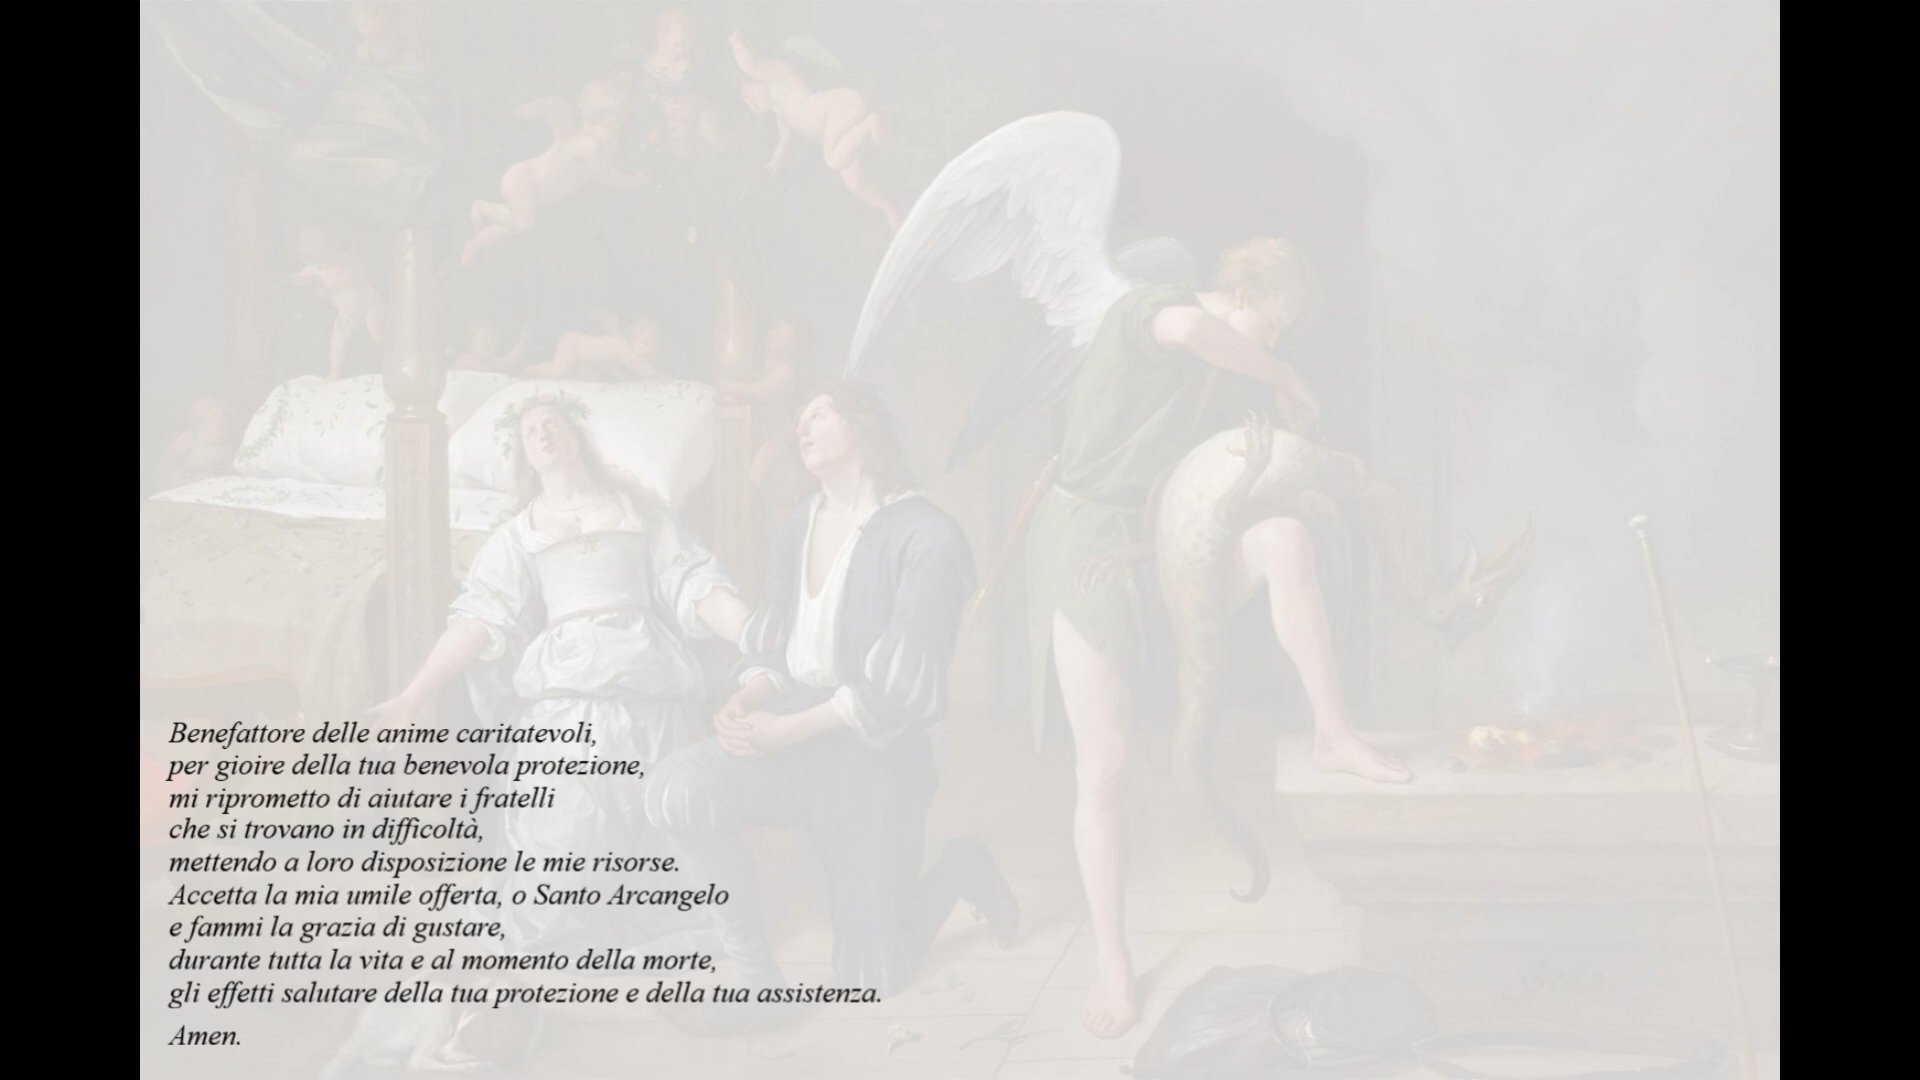 Benefattore delle anime caritatevoli,
per gioire della tua benevola protezione,
mi riprometto di aiutare i fratelli
che si trovano in difficoltà,
mettendo a loro disposizione le mie risorse.
Accetta la mia umile offerta, o Santo Arcangelo
e fammi la grazia di gustare,
durante tutta la vita e al momento della morte,
gli effetti salutare della tua protezione e della tua assistenza.
Amen.